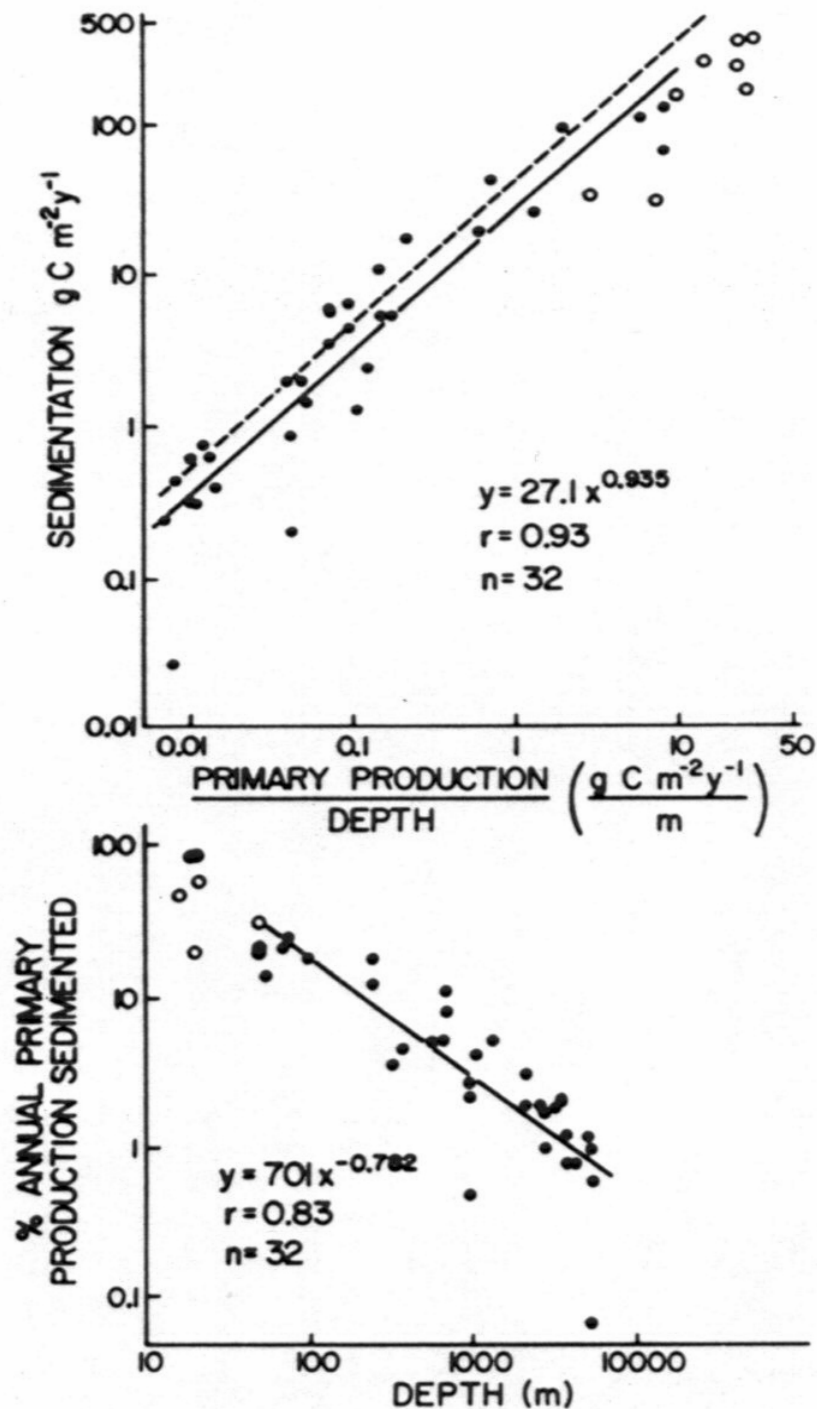 500
100
10
1
0.1
0.01
SEDIMENTATION g C m⁻² y⁻¹
y = 27.1 x^0.935
r = 0.93
n = 32
0.01 0.1 1 10 50
PRIMARY PRODUCTION
DEPTH
(g C m⁻² y⁻¹
m)
100
10
1
0.1
% ANNUAL PRIMARY
PRODUCTION SEDIMENTED
y = 701 x^-0.782
r = 0.83
n = 32
10 100 1000 10000
DEPTH (m)